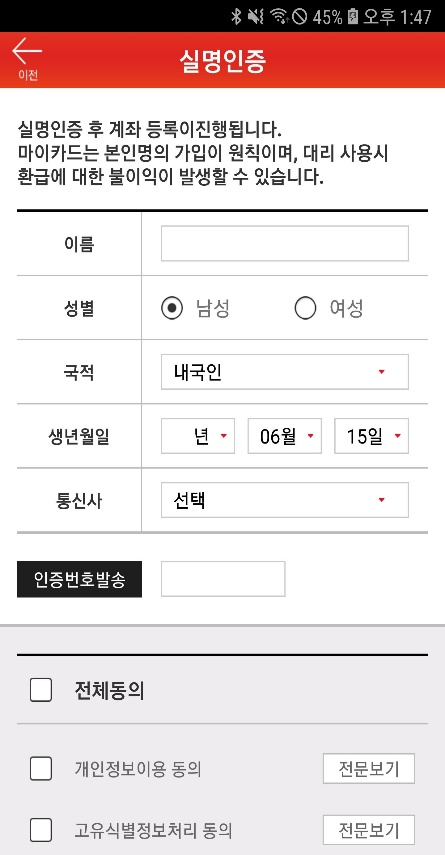 45% 오후 1:47
이전
실명인증
실명인증 후 계좌 등록이진행됩니다.
마이카드는 본인명의 가입이 원칙이며, 대리 사용시
환급에 대한 불이익이 발생할 수 있습니다.
이름
성별 남성 여성
국적 내국인
생년월일 년 06월 15일
통신사 선택
인증번호발송
전체동의
개인정보이용 동의 전문보기
고유식별정보처리 동의 전문보기